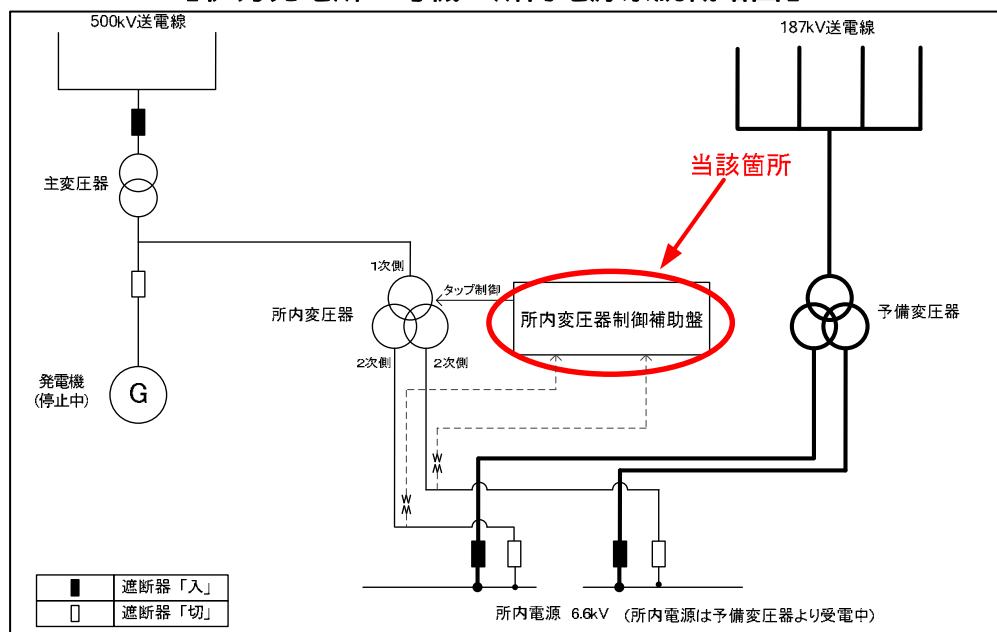 500kV送電線
187kV送電線
当該箇所
主変圧器
1次側
タップ制御
所内変圧器
所内変圧器制御補助盤
予備変圧器
2次側
2次側
発電機
(停止中)
G
遮断器「入」
遮断器「切」
所内電源 6.6kV (所内電源は予備変圧器より受電中)